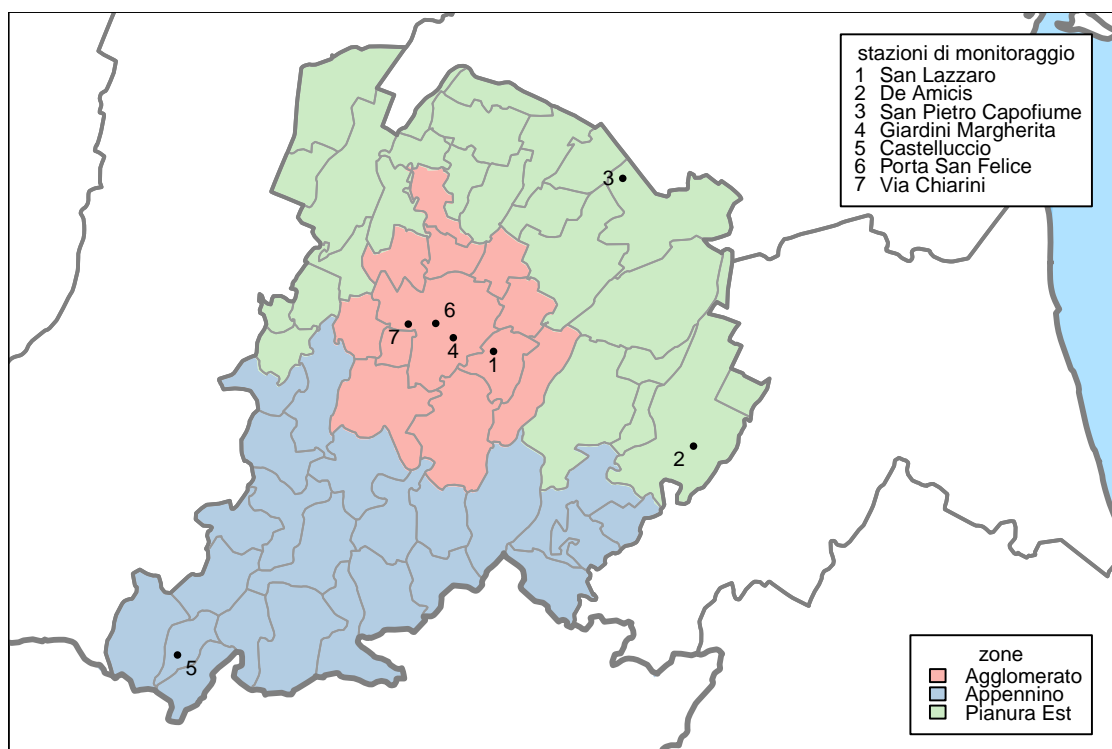 stazioni di monitoraggio
1 San Lazzaro
2 De Amicis
3 San Pietro Capofiume
4 Giardini Margherita
5 Castelluccio
6 Porta San Felice
7 Via Chiarini
3
6
7
4
1
2
5
zone
Agglomerato
Appennino
Pianura Est